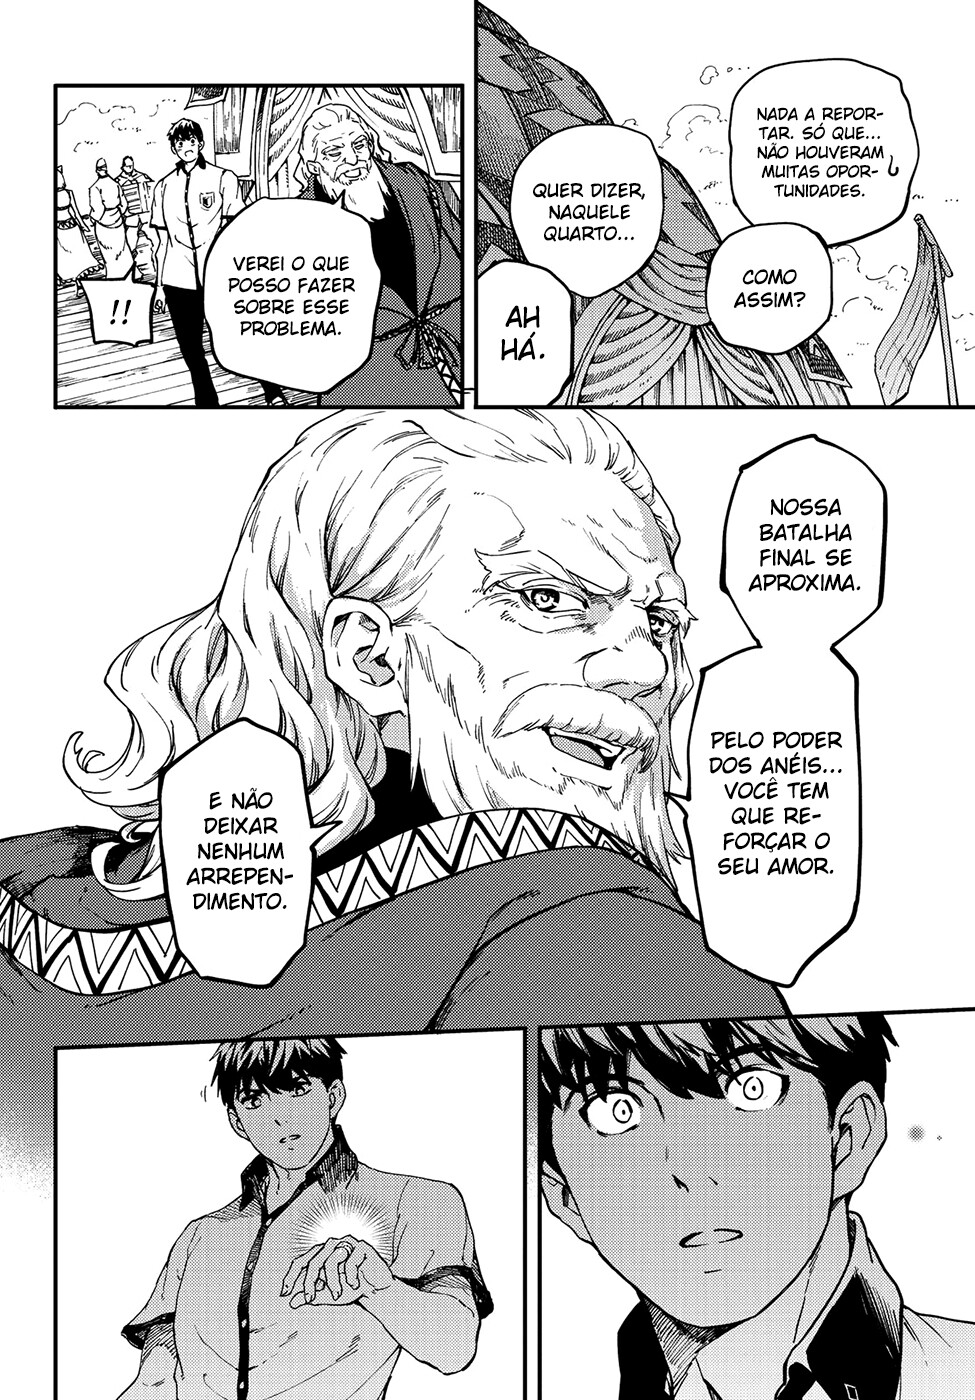 NADA A REPOR-
TAR. SÓ QUE...
NÃO HOUVERAM
MUITAS OPOR-
TUNIDADES.
COMO
ASSIM?
QUER DIZER,
NAQUELE
QUARTO...
AH
HÁ.
VEREI O QUE
POSSO FAZER
SOBRE ESSE
PROBLEMA.
!!
NOSSA
BATALHA
FINAL SE
APROXIMA.
PELO PODER
DOS ANÉIS...
VOCÊ TEM
QUE RE-
FORÇAR O
SEU AMOR.
E NÃO
DEIXAR
NENHUM
ARREPEN-
DIMENTO.